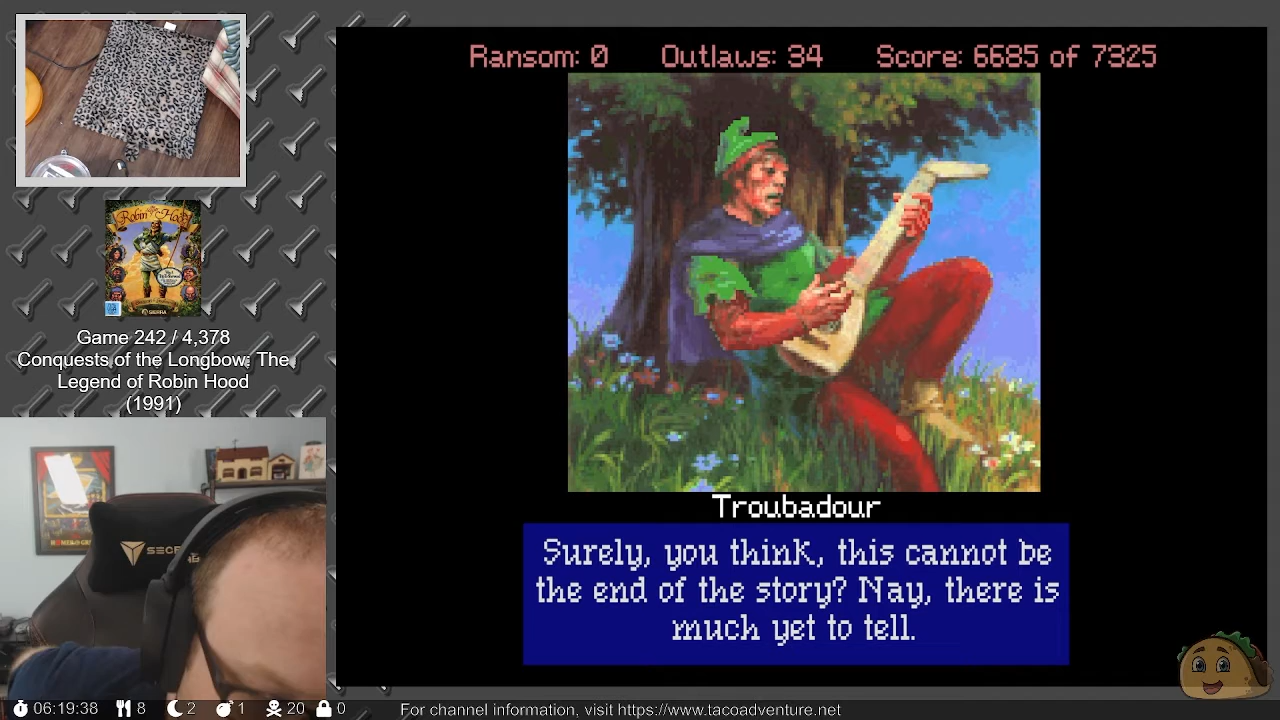 Ransom: 0 Outlaws: 34 Score: 6685 of 7325
Robin Hood
SIERRA
Game 242 / 4,378
Conquests of the Longbow: The
Legend of Robin Hood
(1991)
Troubadour
Surely, you think, this cannot be
the end of the story? Nay, there is
much yet to tell.
06:19:38 8 2 1 20 0
For channel information, visit https://www.tacoadventure.net